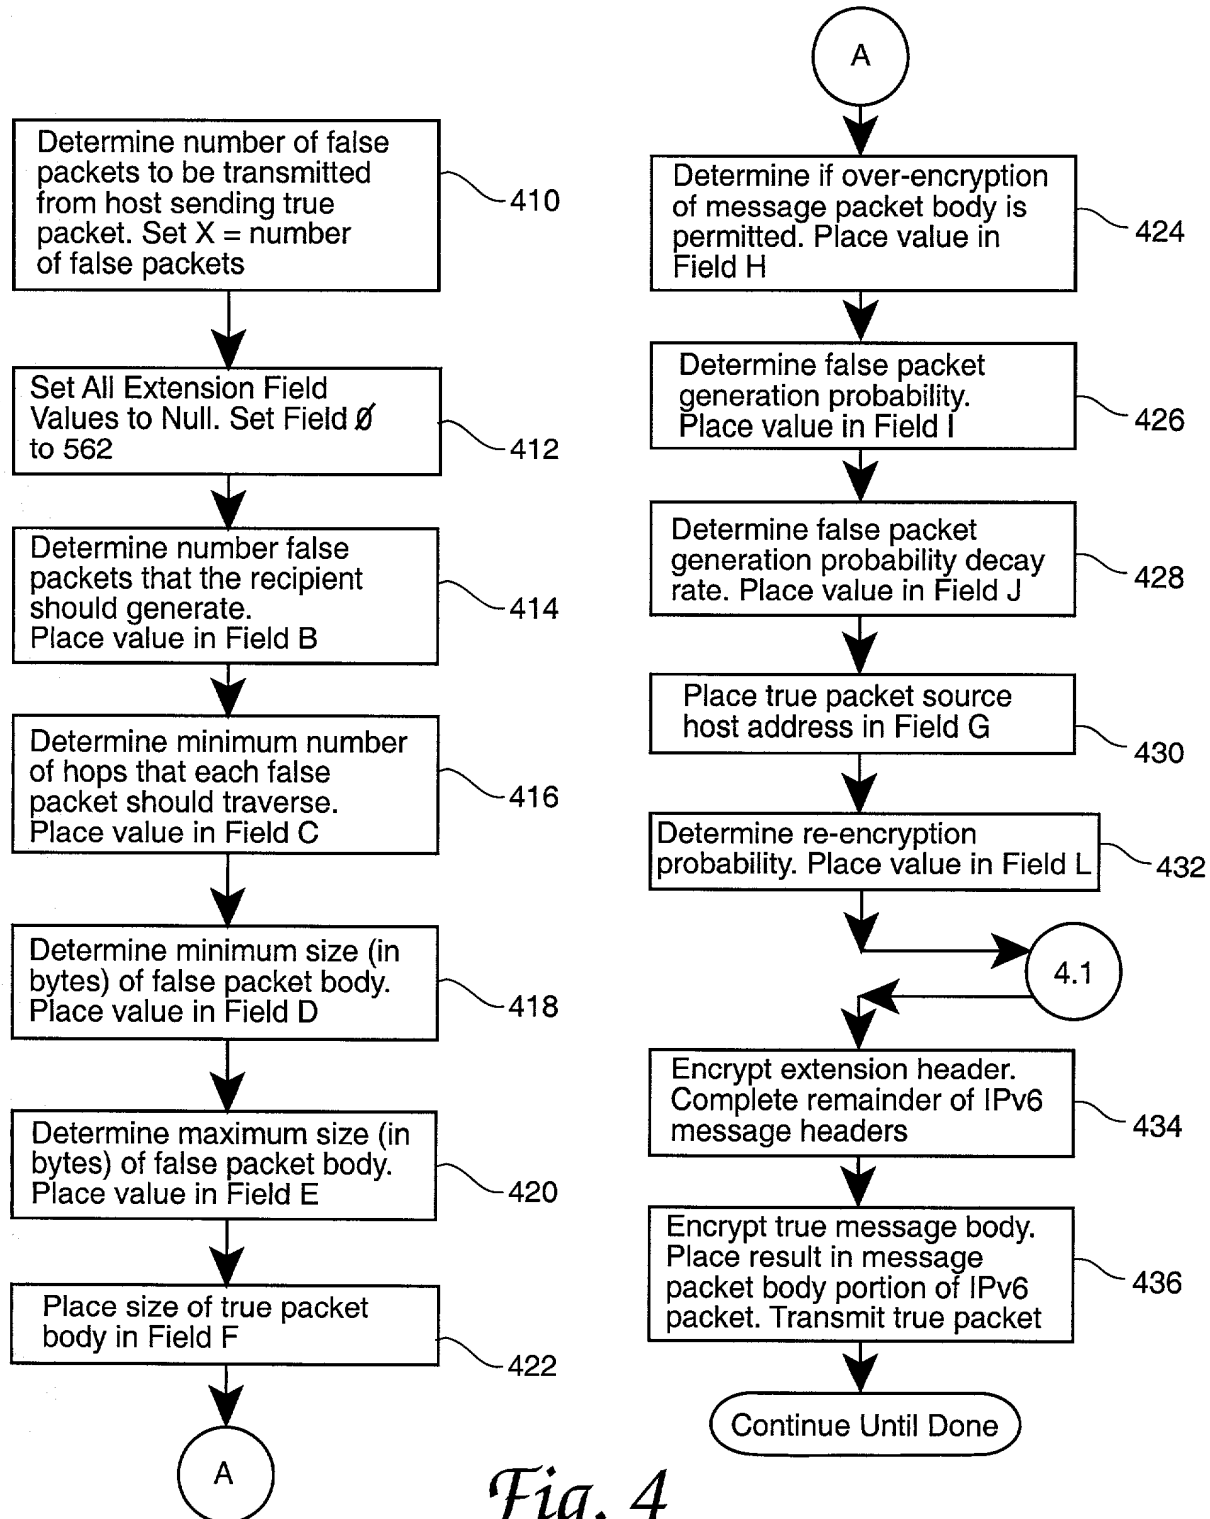 Determine number of false
packets to be transmitted
from host sending true
packet. Set X = number
of false packets
410
Set All Extension Field
Values to Null. Set Field Ø
to 562
412
Determine number false
packets that the recipient
should generate.
Place value in Field B
414
Determine minimum number
of hops that each false
packet should traverse.
Place value in Field C
416
Determine minimum size (in
bytes) of false packet body.
Place value in Field D
418
Determine maximum size (in
bytes) of false packet body.
Place value in Field E
420
Place size of true packet
body in Field F
422
A
A
Determine if over-encryption
of message packet body is
permitted. Place value in
Field H
424
Determine false packet
generation probability.
Place value in Field I
426
Determine false packet
generation probability decay
rate. Place value in Field J
428
Place true packet source
host address in Field G
430
Determine re-encryption
probability. Place value in Field L
432
4.1
Encrypt extension header.
Complete remainder of IPv6
message headers
434
Encrypt true message body.
Place result in message
packet body portion of IPv6
packet. Transmit true packet
436
Continue Until Done
Fig. 4